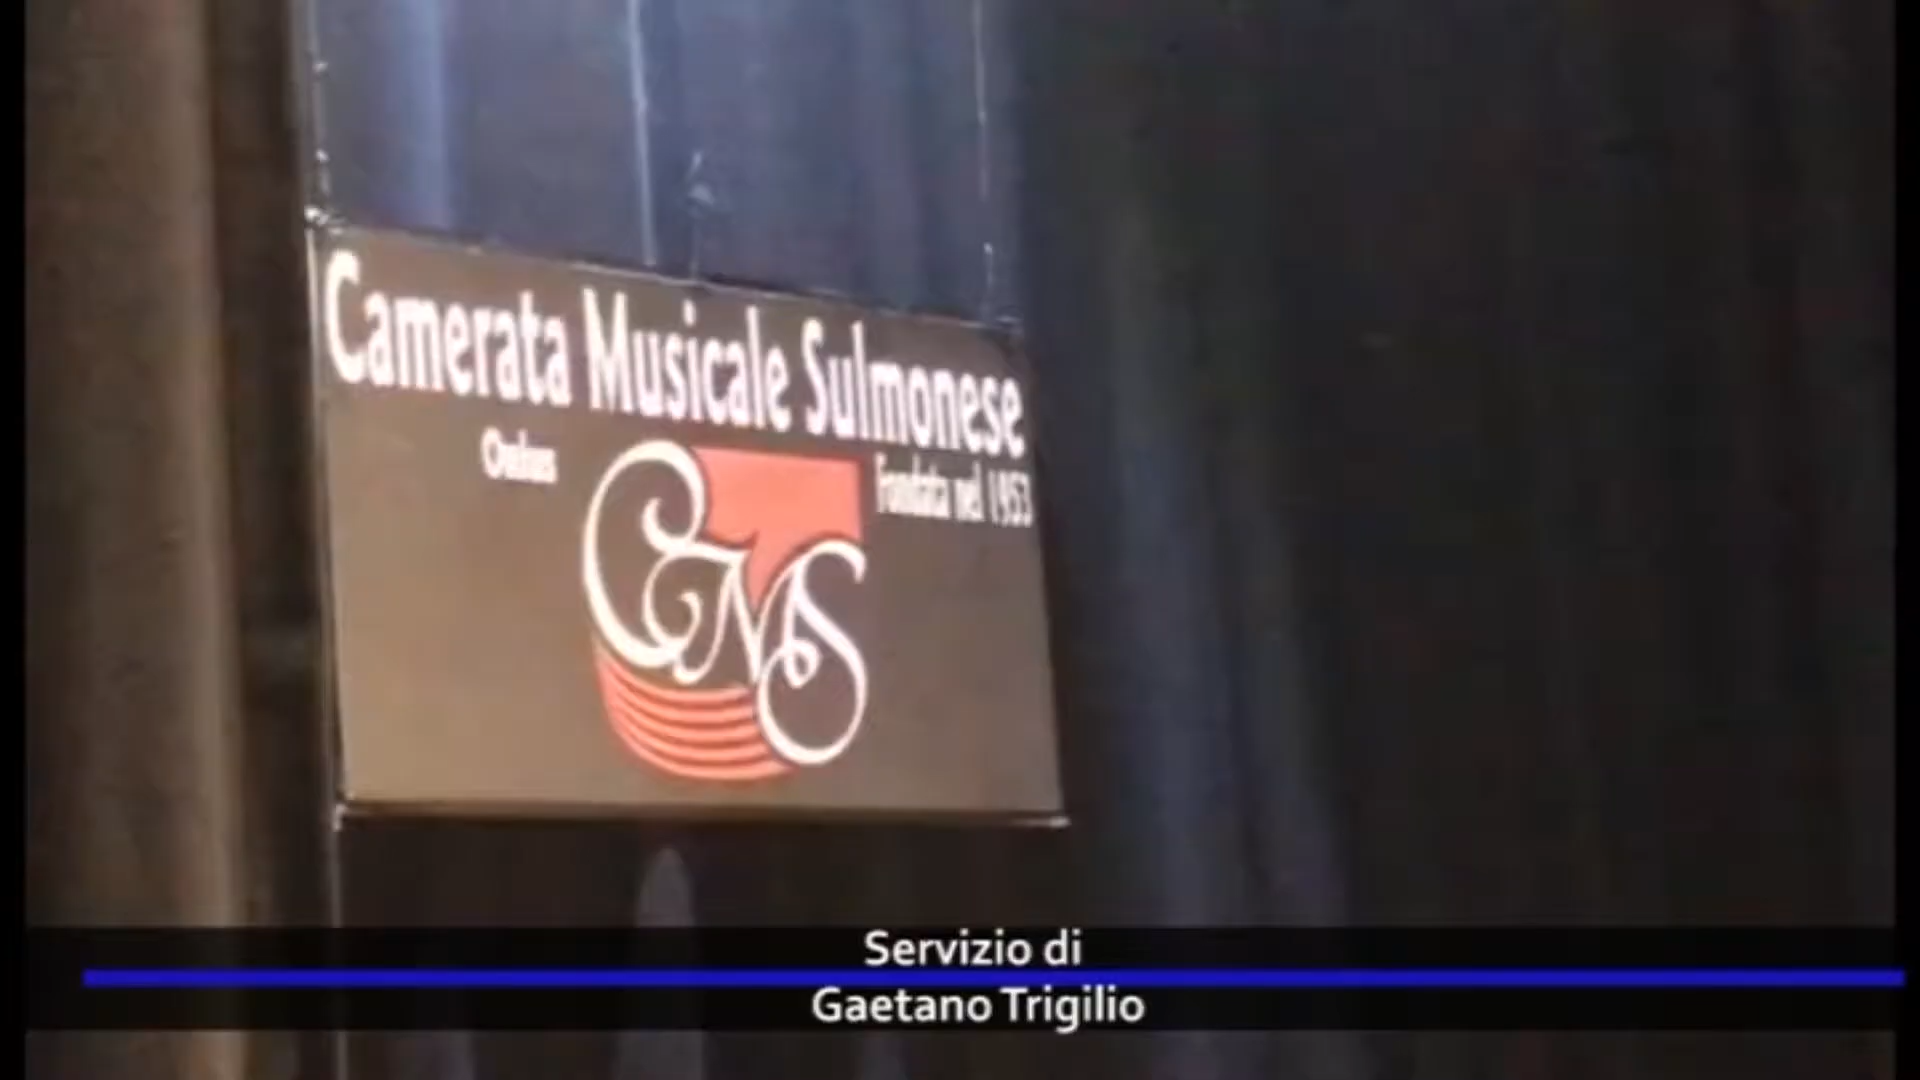 Camerata Musicale Sulmonese
Onlus
Fondata nel 1953
CMS
Servizio di
Gaetano Trigilio